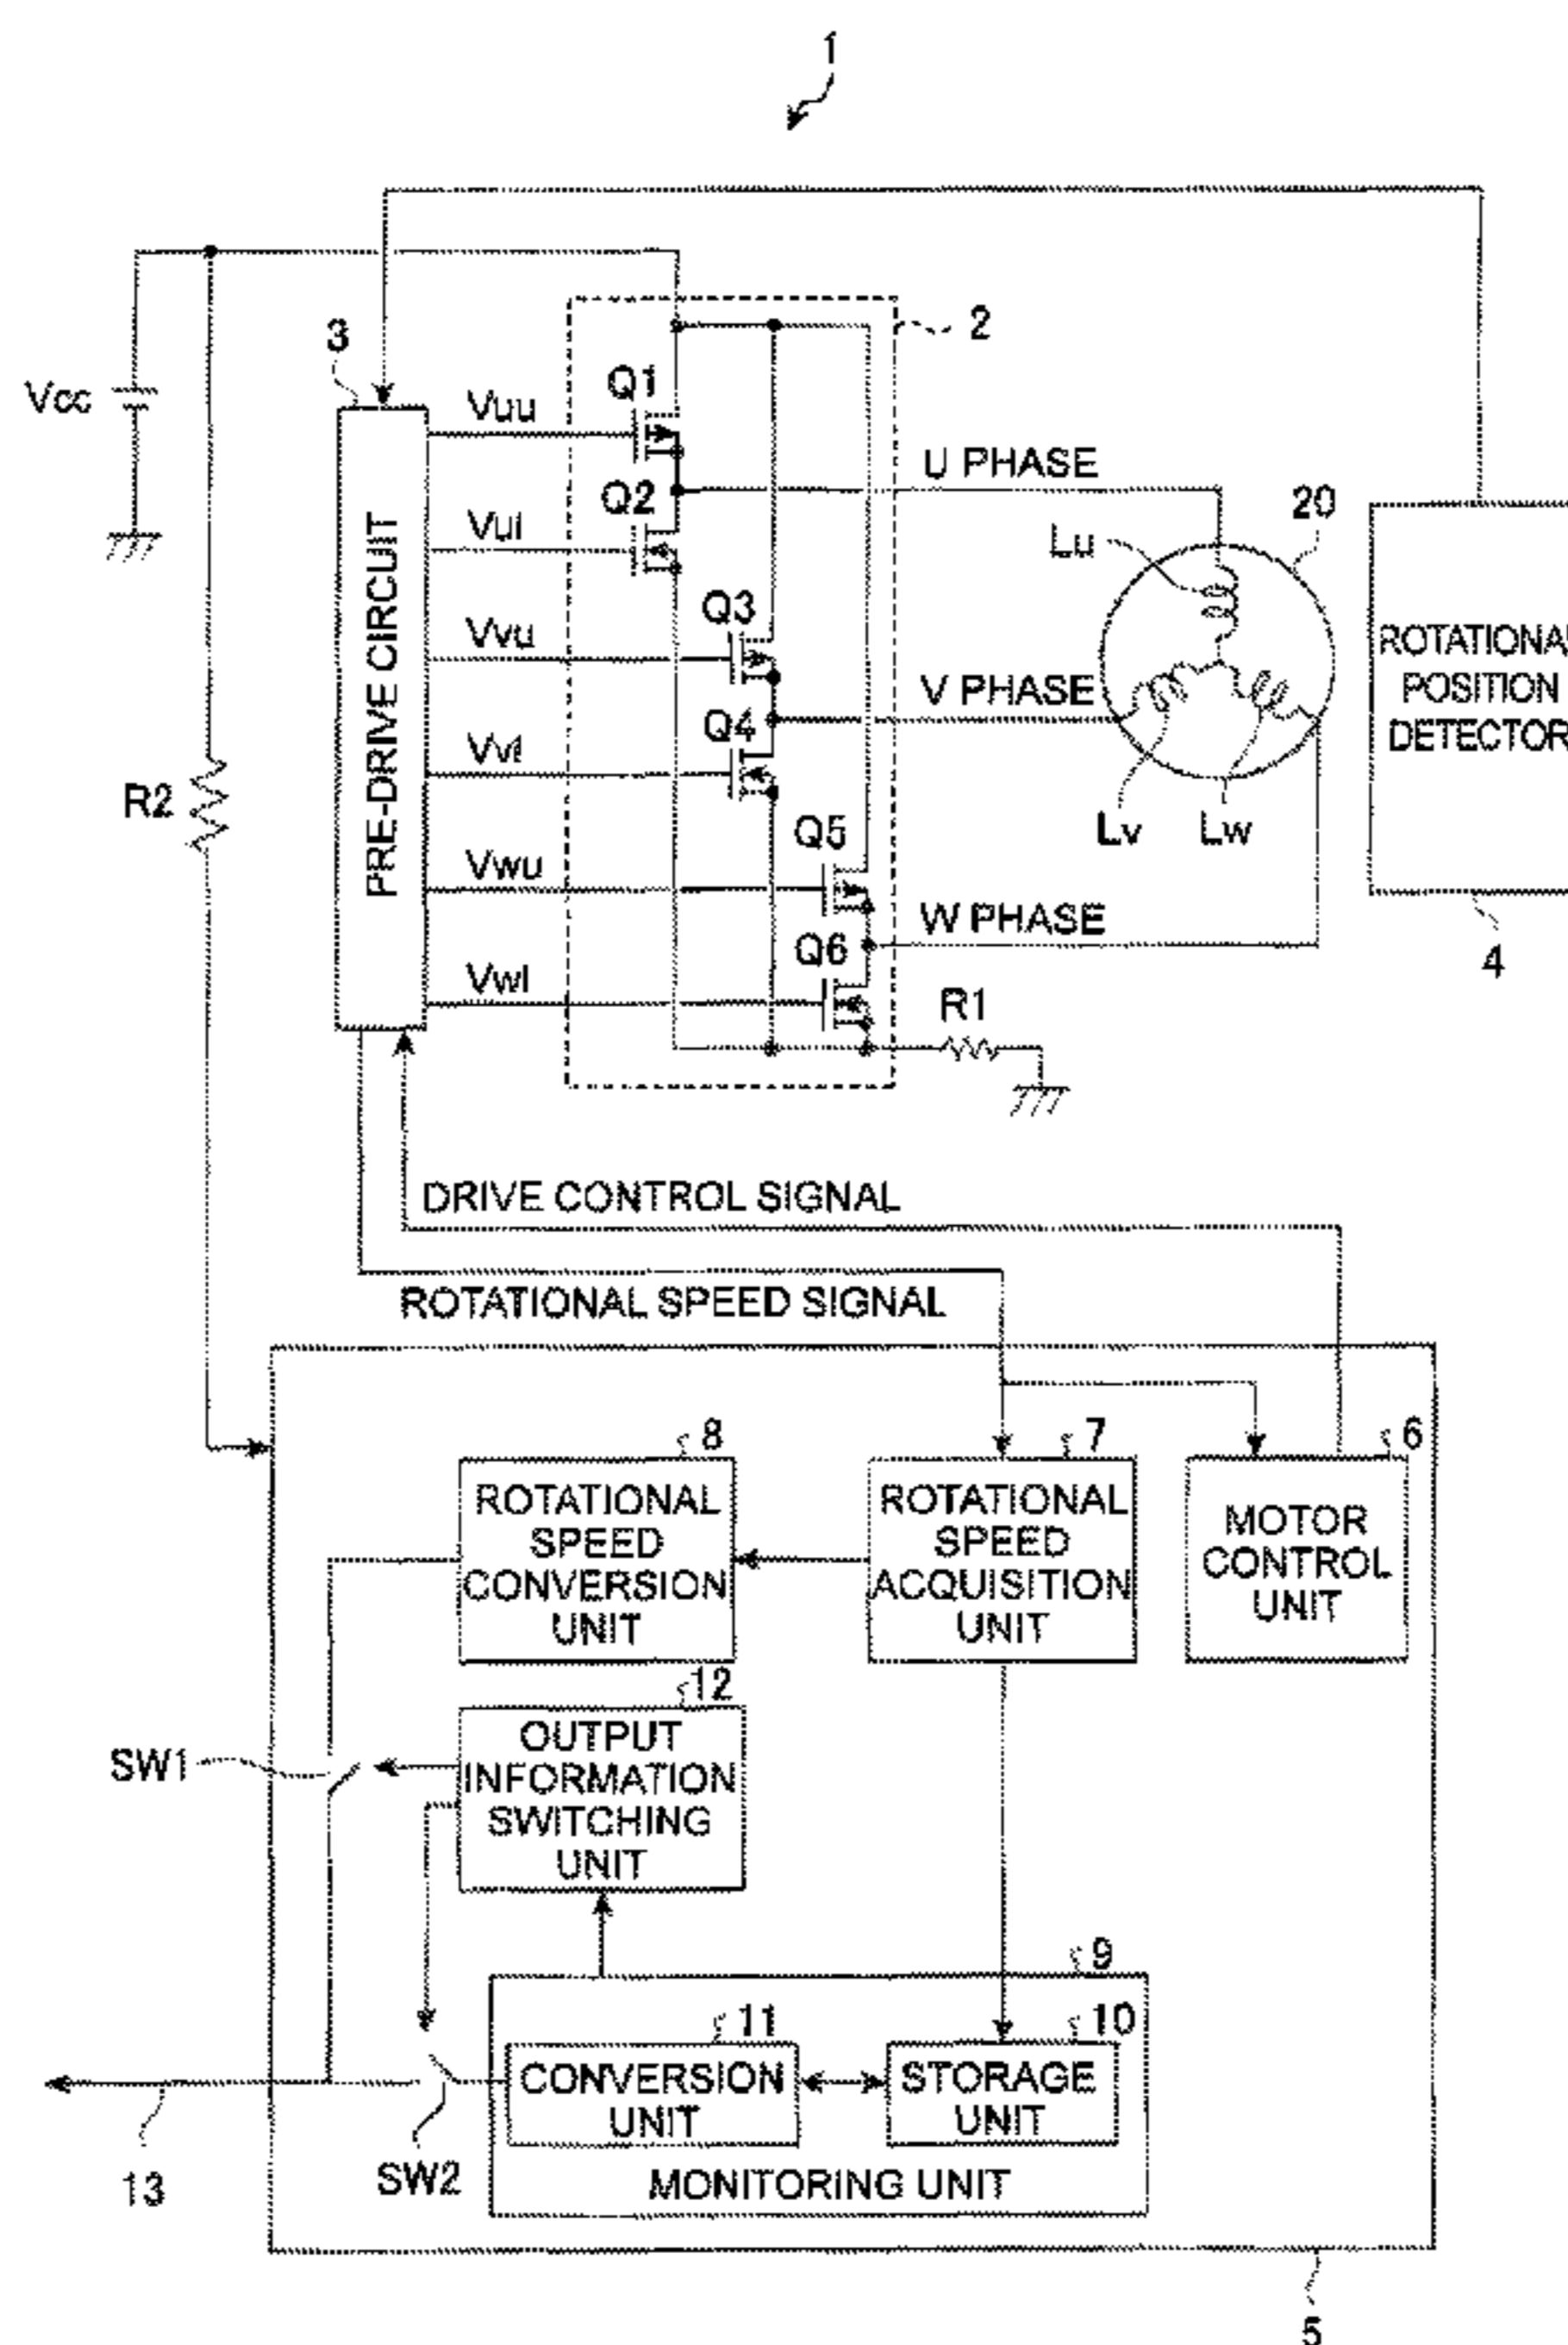 1
2
3
Vcc
Q1
Vuu
U PHASE
Q2
20
Vul
Lu
PRE-DRIVE CIRCUIT
Q3
Vvu
ROTATIONAL
POSITION
DETECTOR
V PHASE
Q4
Vvl
R2
Lv
Lw
Q5
Vwu
W PHASE
Q6
4
Vwl
R1
DRIVE CONTROL SIGNAL
ROTATIONAL SPEED SIGNAL
8
7
6
ROTATIONAL
SPEED
CONVERSION
UNIT
ROTATIONAL
SPEED
ACQUISITION
UNIT
MOTOR
CONTROL
UNIT
12
OUTPUT
INFORMATION
SWITCHING
UNIT
SW1
9
11
10
CONVERSION
UNIT
STORAGE
UNIT
13
SW2
MONITORING UNIT
5